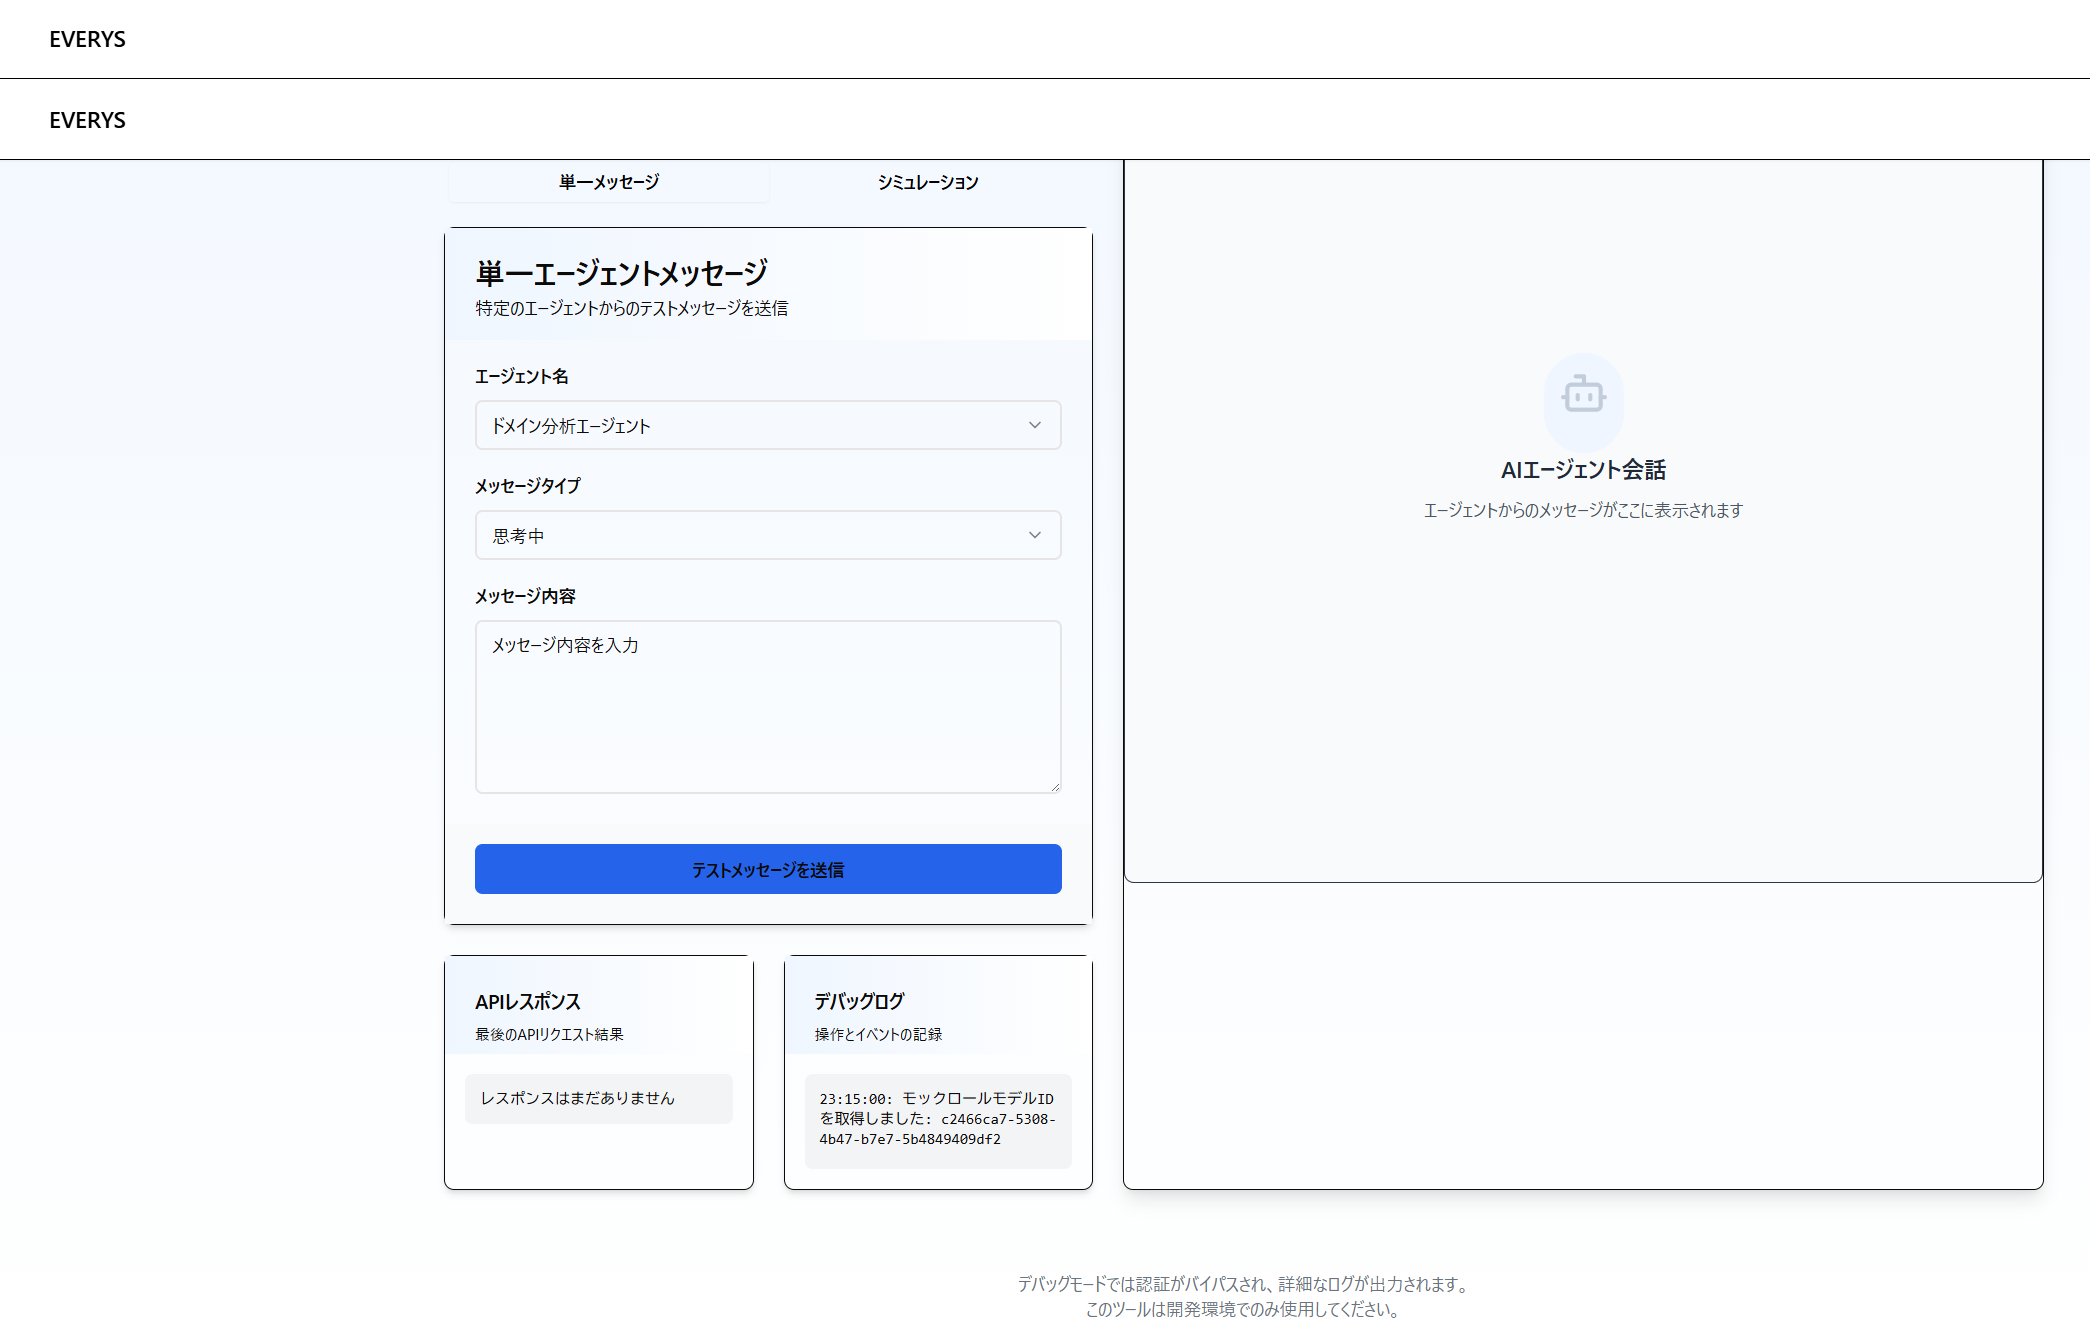 EVERYS
EVERYS
単一メッセージ
シミュレーション
単一エージェントメッセージ
特定のエージェントからのテストメッセージを送信
エージェント名
ドメイン分析エージェント
メッセージタイプ
思考中
メッセージ内容
メッセージ内容を入力
テストメッセージを送信
APIレスポンス
最後のAPIリクエスト結果
レスポンスはまだありません
デバッグログ
操作とイベントの記録
23:15:00: モックロールモデルID
を取得しました: c2466ca7-5308-
4b47-b7e7-5b4849409df2
AIエージェント会話
エージェントからのメッセージがここに表示されます
デバッグモードでは認証がバイパスされ、詳細なログが出力されます。
このツールは開発環境でのみ使用してください。